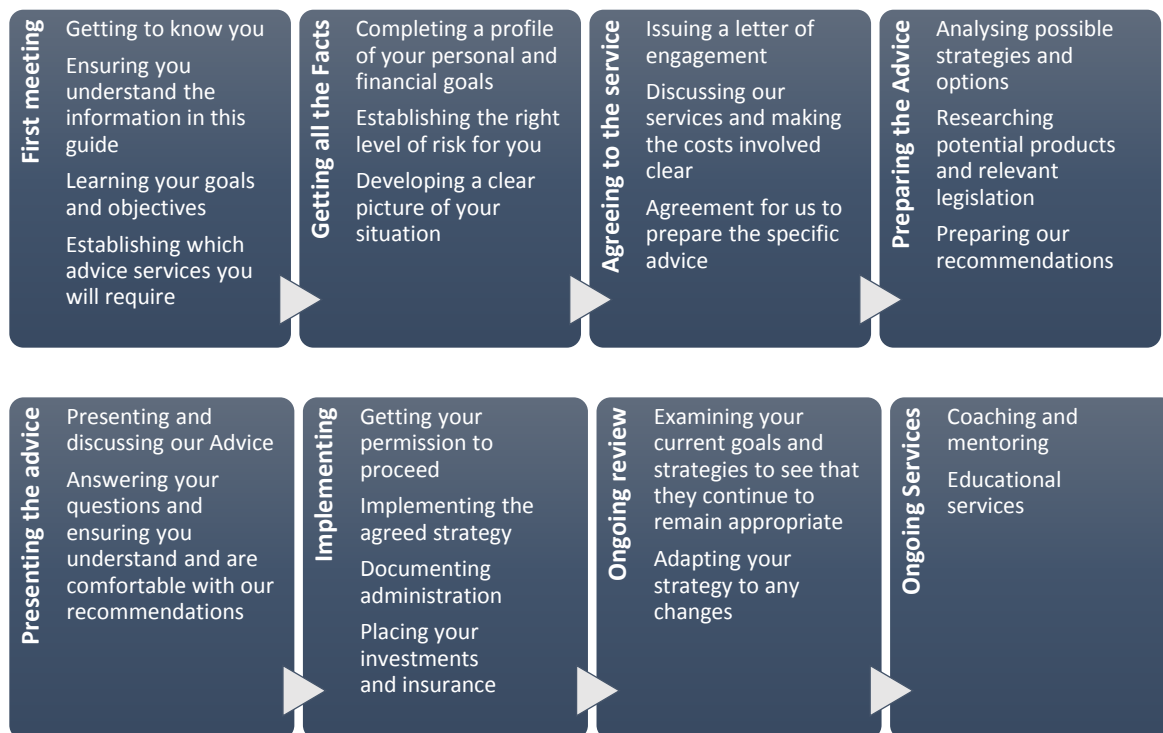 First meeting
Getting to know you
Ensuring you
understand the
information in this
guide
Learning your goals
and objectives
Establishing which
advice services you
will require
Getting all the Facts
Completing a profile
of your personal and
financial goals
Establishing the right
level of risk for you
Developing a clear
picture of your
situation
Agreeing to the service
Issuing a letter of
engagement
Discussing our
services and making
the costs involved
clear
Agreement for us to
prepare the specific
advice
Preparing the Advice
Analysing possible
strategies and
options
Researching
potential products
and relevant
legislation
Preparing our
recommendations
Presenting the advice
Presenting and
discussing our Advice
Answering your
questions and
ensuring you
understand and are
comfortable with our
recommendations
Implementing
Getting your
permission to
proceed
Implementing the
agreed strategy
Documenting
administration
Placing your
investments
and insurance
Ongoing review
Examining your
current goals and
strategies to see that
they continue to
remain appropriate
Adapting your
strategy to any
changes
Ongoing Services
Coaching and
mentoring
Educational
services